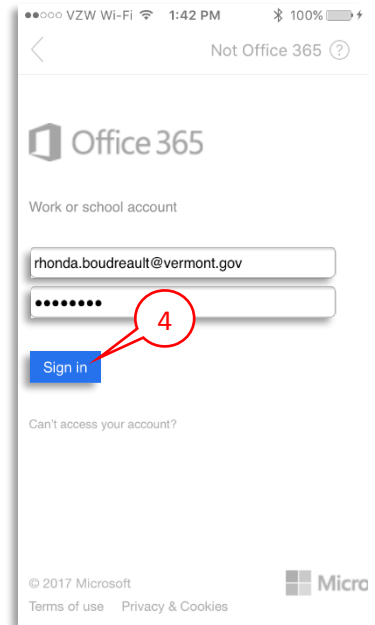 VZW Wi-Fi 1:42 PM 100%
Not Office 365 ?
Office 365
Work or school account
rhonda.boudreault@vermont.gov
••••••••
4
Sign in
Can't access your account?
© 2017 Microsoft
Micro
Terms of use Privacy & Cookies